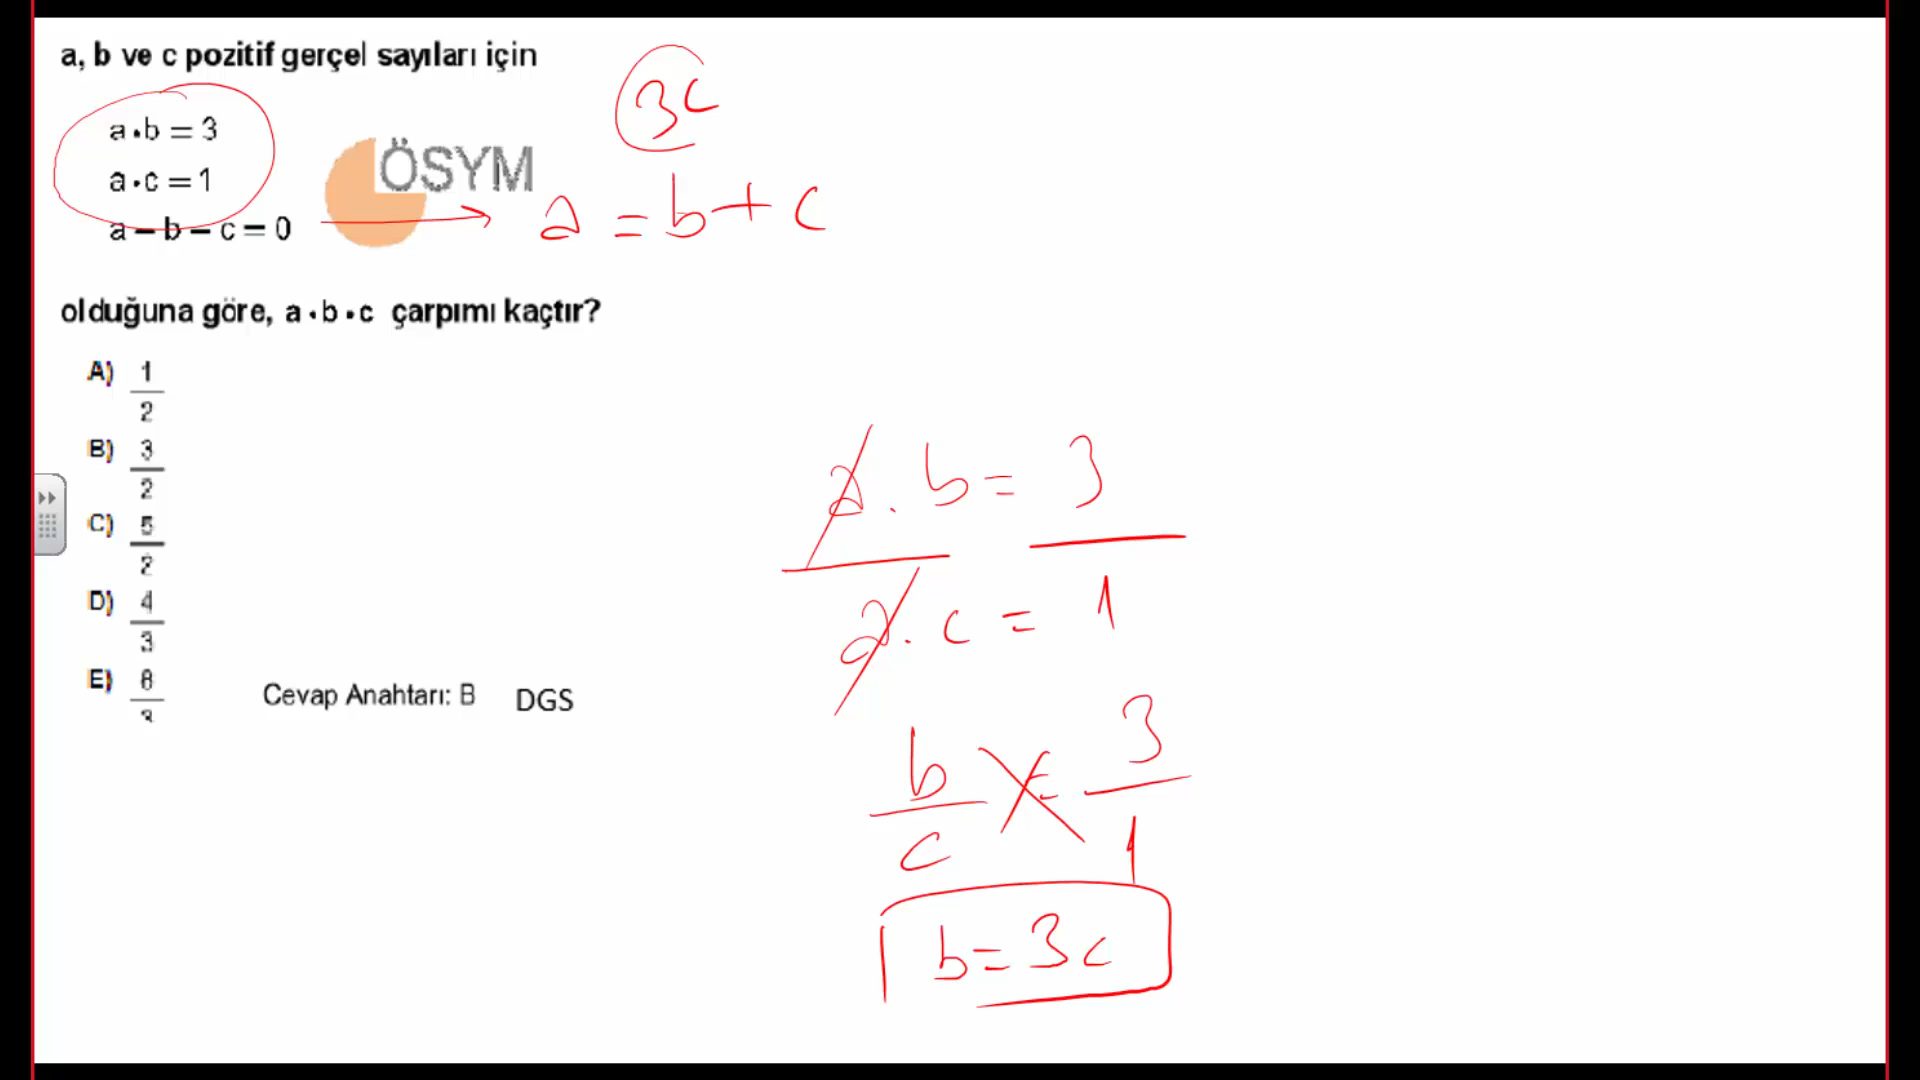 a, b ve c pozitif gerçel sayıları için
3c
a·b = 3
a·c = 1
ÖSYM
a – b – c = 0
a = b + c
olduğuna göre, a·b·c çarpımı kaçtır?
A) 1/2
B) 3/2
C) 5/2
D) 4/3
E) 8/3
Cevap Anahtarı: B DGS
a . b = 3
a . c = 1
b/c = 3/1
b = 3c